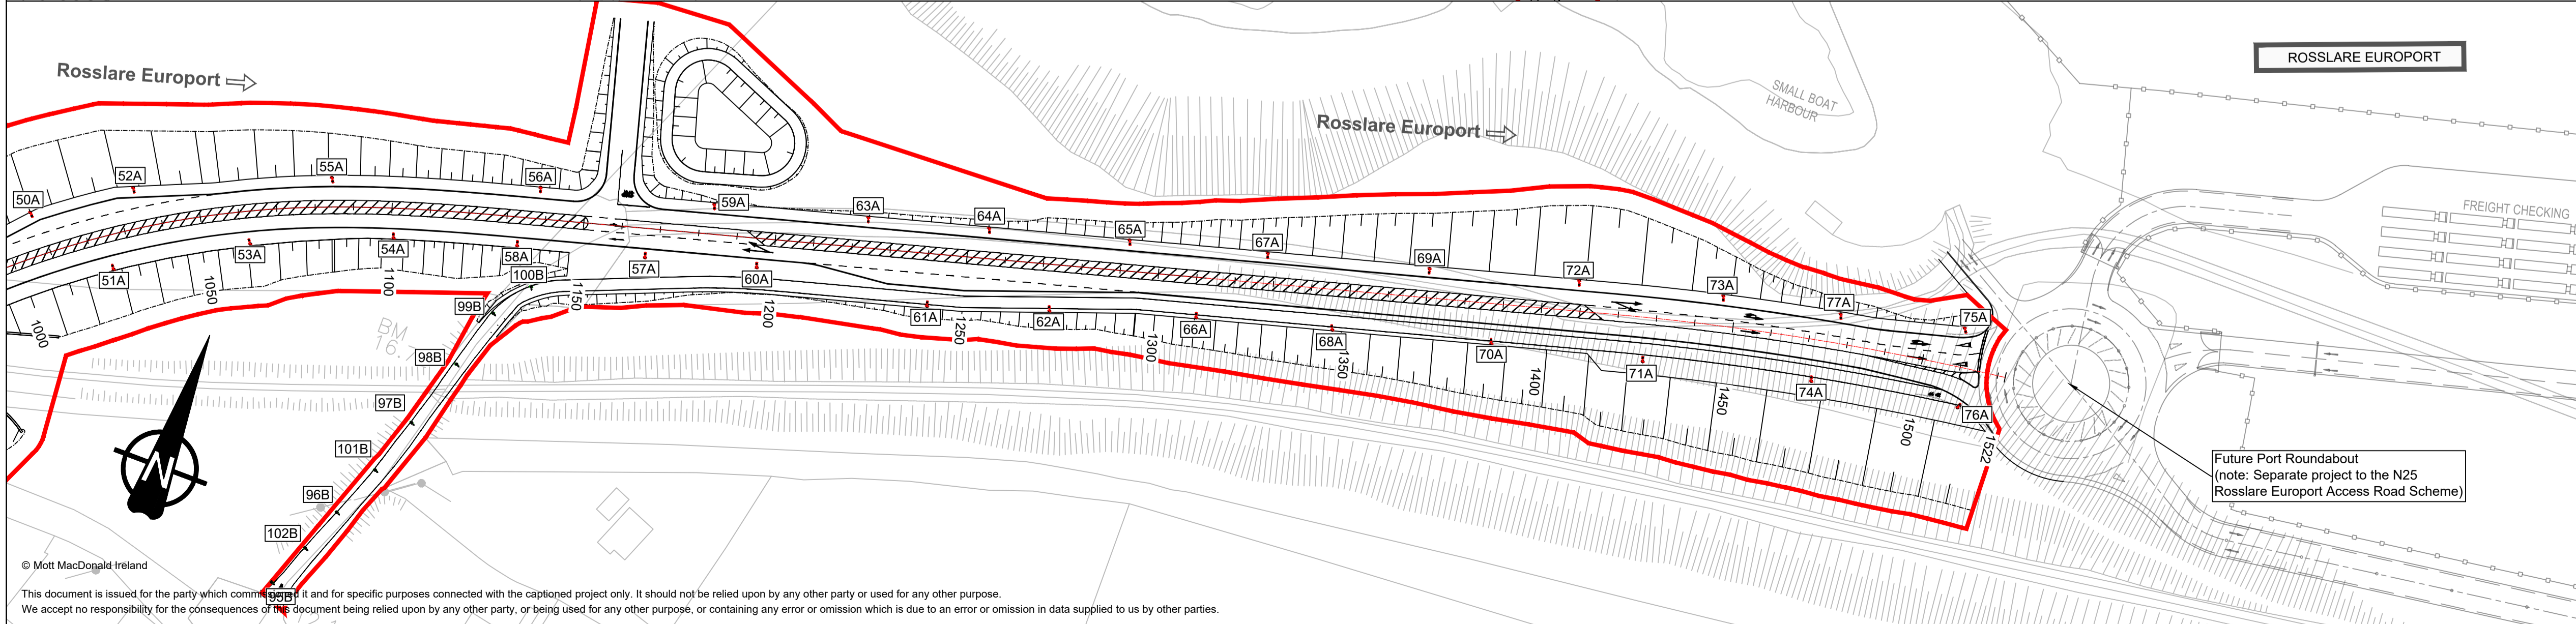 ROSSLARE EUROPORT
Rosslare Europort
Rosslare Europort
SMALL BOAT
HARBOUR
FREIGHT CHECKING
50A
52A
55A
56A
59A
63A
64A
65A
67A
69A
72A
73A
77A
75A
51A
53A
54A
58A
100B
57A
60A
99B
61A
62A
66A
68A
70A
71A
74A
76A
98B
97B
101B
96B
102B
95B
1000
1050
1100
1150
1200
1250
1300
1350
1400
1450
1500
1522
BM
16.
N
Future Port Roundabout
(note: Separate project to the N25
Rosslare Europort Access Road Scheme)
© Mott MacDonald Ireland
This document is issued for the party which commissioned it and for specific purposes connected with the captioned project only. It should not be relied upon by any other party or used for any other purpose.
We accept no responsibility for the consequences of this document being relied upon by any other party, or being used for any other purpose, or containing any error or omission which is due to an error or omission in data supplied to us by other parties.